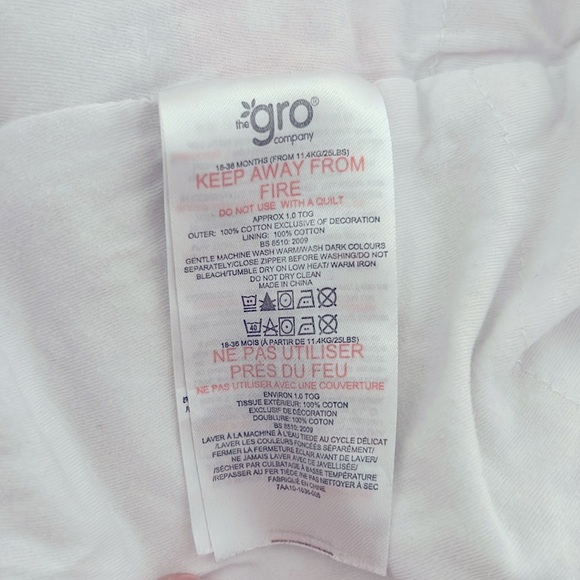 the gro® company
18-36 MONTHS (FROM 11.4KG/25LBS)
KEEP AWAY FROM
FIRE
DO NOT USE WITH A QUILT
APPROX 1.0 TOG
OUTER: 100% COTTON EXCLUSIVE OF DECORATION
LINING: 100% COTTON
BS 8510: 2009
GENTLE MACHINE WASH WARM/WASH DARK COLOURS
SEPARATELY/CLOSE ZIPPER BEFORE WASHING/DO NOT
BLEACH/TUMBLE DRY ON LOW HEAT/ WARM IRON
DO NOT DRY CLEAN
MADE IN CHINA
40
18-36 MOIS (À PARTIR DE 11.4KG/25LBS)
NE PAS UTILISER
PRÈS DU FEU
NE PAS UTILISER AVEC UNE COUVERTURE
ENVIRON 1.0 TOG
TISSUE EXTÉRIEUR: 100% COTON
EXCLUSIF DE DÉCORATION
DOUBLURE: 100% COTON
BS 8510: 2009
LAVER À LA MACHINE À L'EAU TIÈDE AU CYCLE DÉLICAT
/LAVER LES COULEURS FONCÉES SÉPARÉMENT/
FERMER LA FERMETURE ÉCLAIR AVANT DE LAVER/
NE JAMAIS LAVER AVEC DE JAVELLISÉE/
/SÉCHER PAR CULBATAGE À BASSE TEMPÉRATURE
/REPASSER AU FER TIÈDE /NE PAS NETTOYER À SEC
FABRIQUÉ EN CHINE